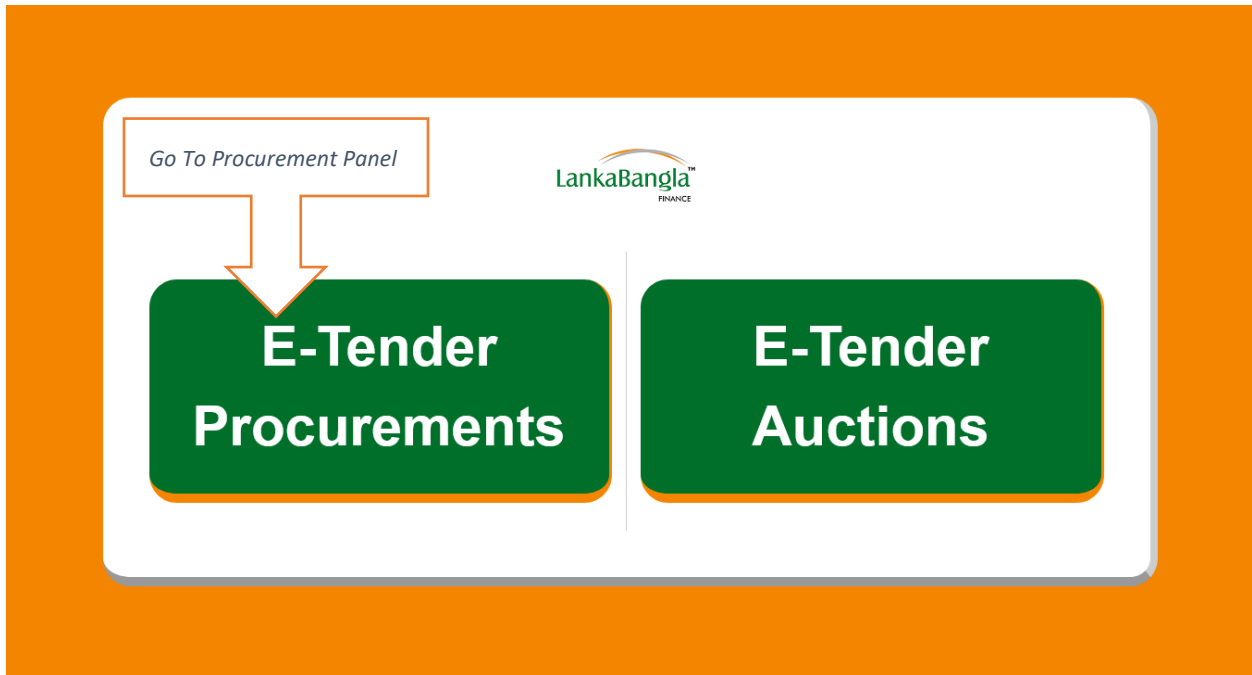 Go To Procurement Panel
LankaBangla™
FINANCE
E-Tender
Procurements
E-Tender
Auctions